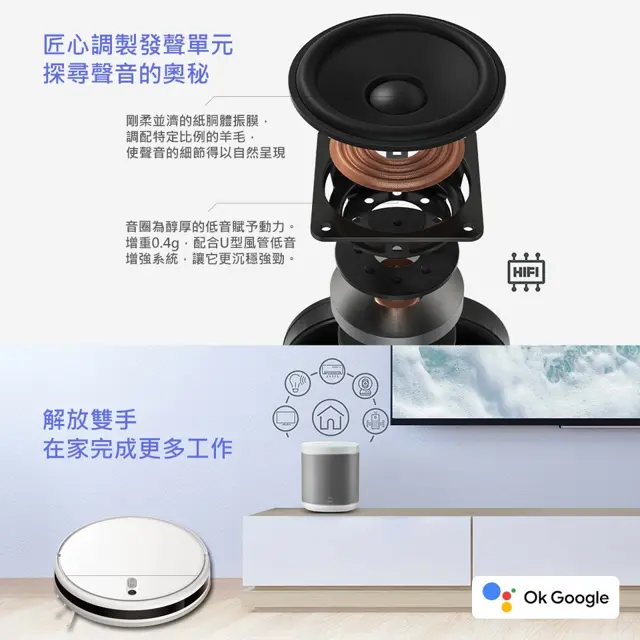 匠心調製發聲單元
探尋聲音的奧秘
剛柔並濟的紙胴體振膜，
調配特定比例的羊毛，
使聲音的細節得以自然呈現
音圈為醇厚的低音賦予動力。
增重0.4g，配合U型風管低音
增強系統，讓它更沉穩強勁。
HIFI
解放雙手
在家完成更多工作
Ok Google